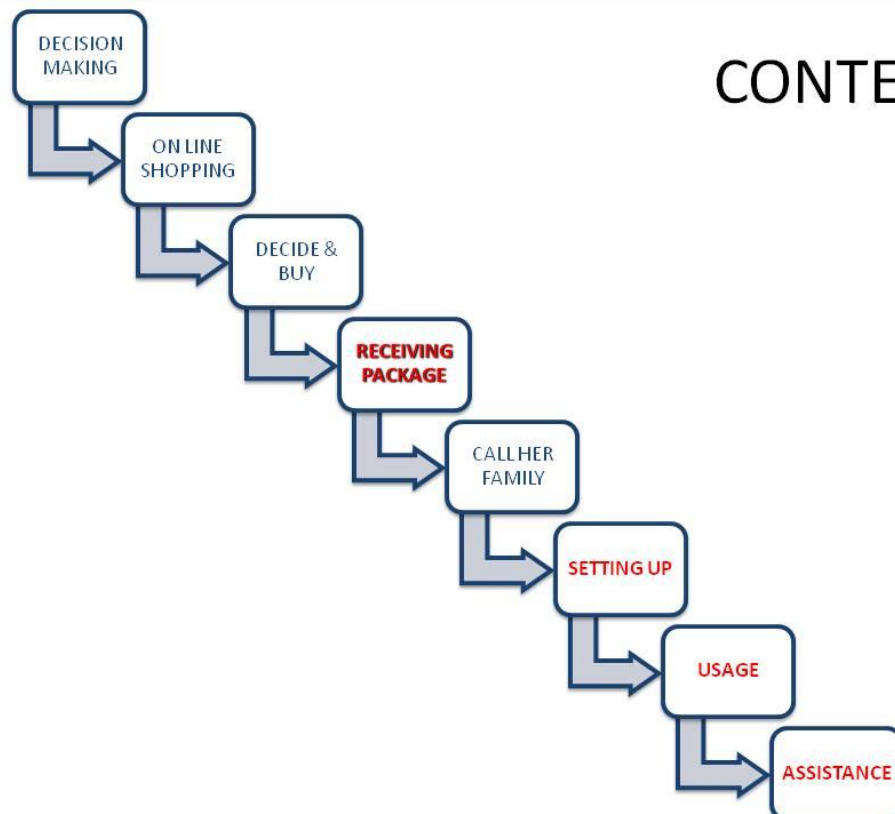 DECISION
MAKING
CONTE
ON LINE
SHOPPING
DECIDE &
BUY
RECEIVING
PACKAGE
CALL HER
FAMILY
SETTING UP
USAGE
ASSISTANCE